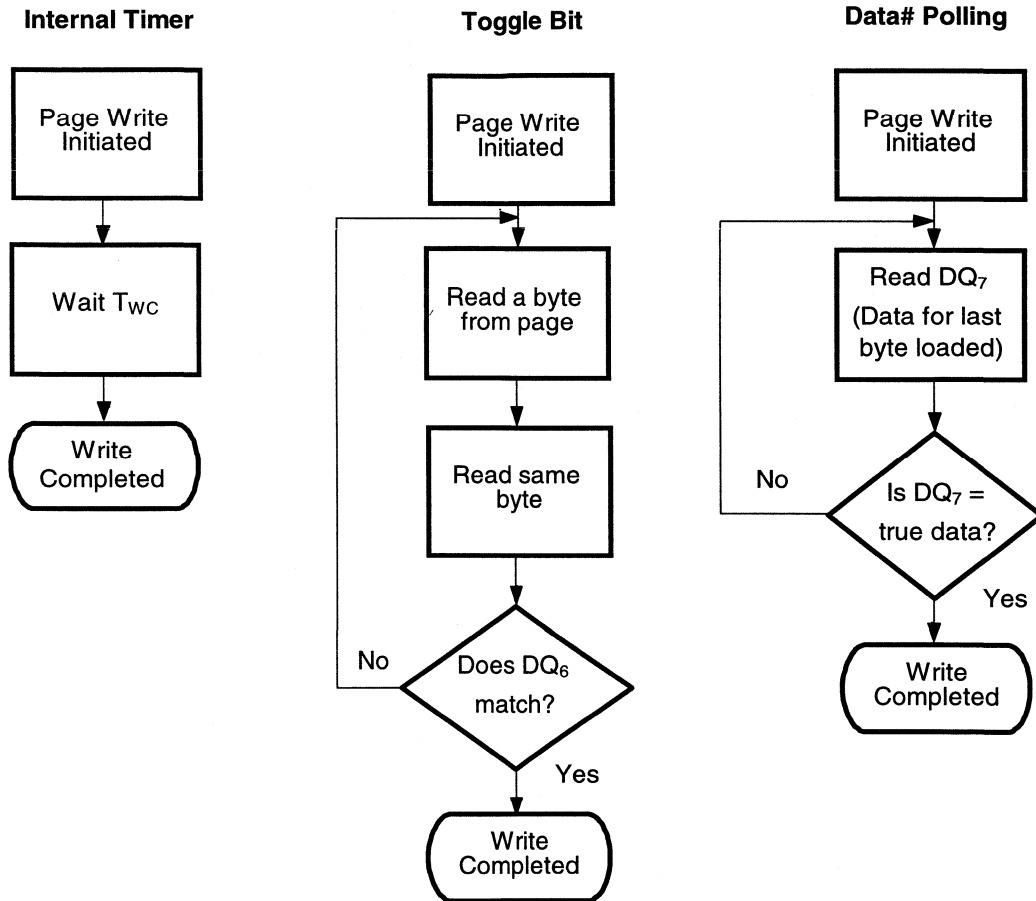 Internal Timer
Page Write
Initiated
Wait TWC
Write
Completed
Toggle Bit
Page Write
Initiated
Read a byte
from page
Read same
byte
Does DQ6
match?
No
Yes
Write
Completed
Data# Polling
Page Write
Initiated
Read DQ7
(Data for last
byte loaded)
Is DQ7 =
true data?
No
Yes
Write
Completed